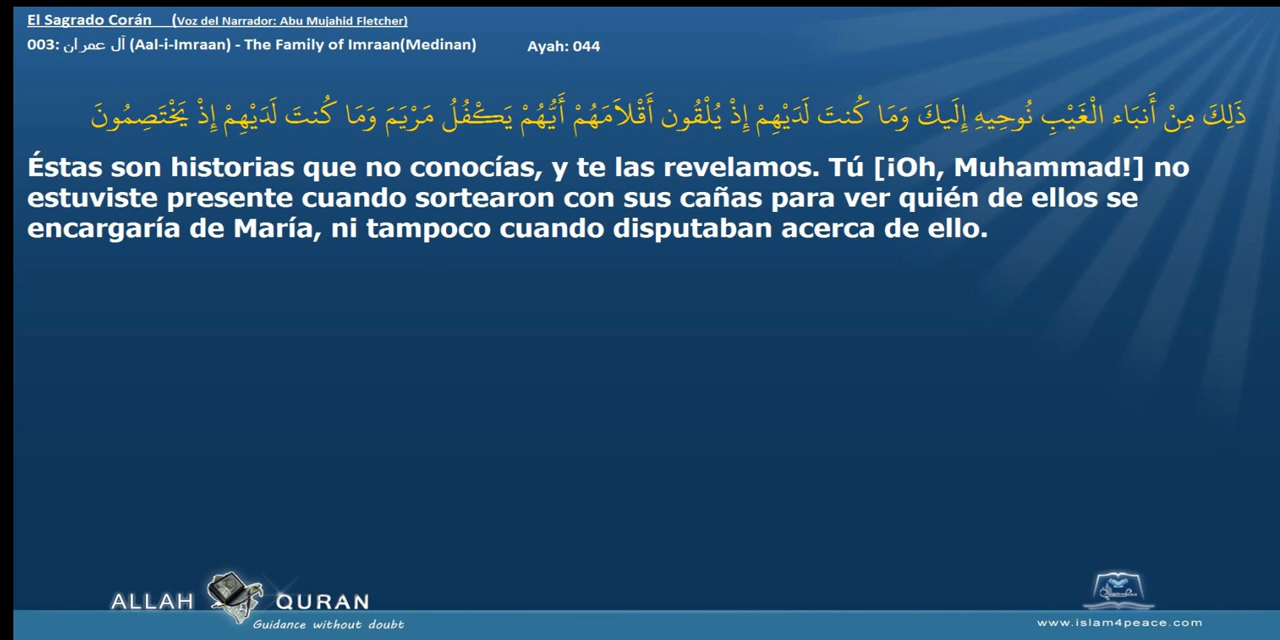 El Sagrado Corán (Voz del Narrador: Abu Mujahid Fletcher)
003: آل عمران (Aal-i-Imraan) - The Family of Imraan(Medinan) Ayah: 044
ذَلِكَ مِنْ أَنبَاء الْغَيْبِ نُوحِيهِ إِلَيكَ وَمَا كُنتَ لَدَيْهِمْ إِذْ يُلْقُون أَقْلاَمَهُمْ أَيُّهُمْ يَكْفُلُ مَرْيَمَ وَمَا كُنتَ لَدَيْهِمْ إِذْ يَخْتَصِمُونَ
Éstas son historias que no conocías, y te las revelamos. Tú [¡Oh, Muhammad!] no
estuviste presente cuando sortearon con sus cañas para ver quién de ellos se
encargaría de María, ni tampoco cuando disputaban acerca de ello.
ALLAH QURAN
Guidance without doubt
www.islam4peace.com